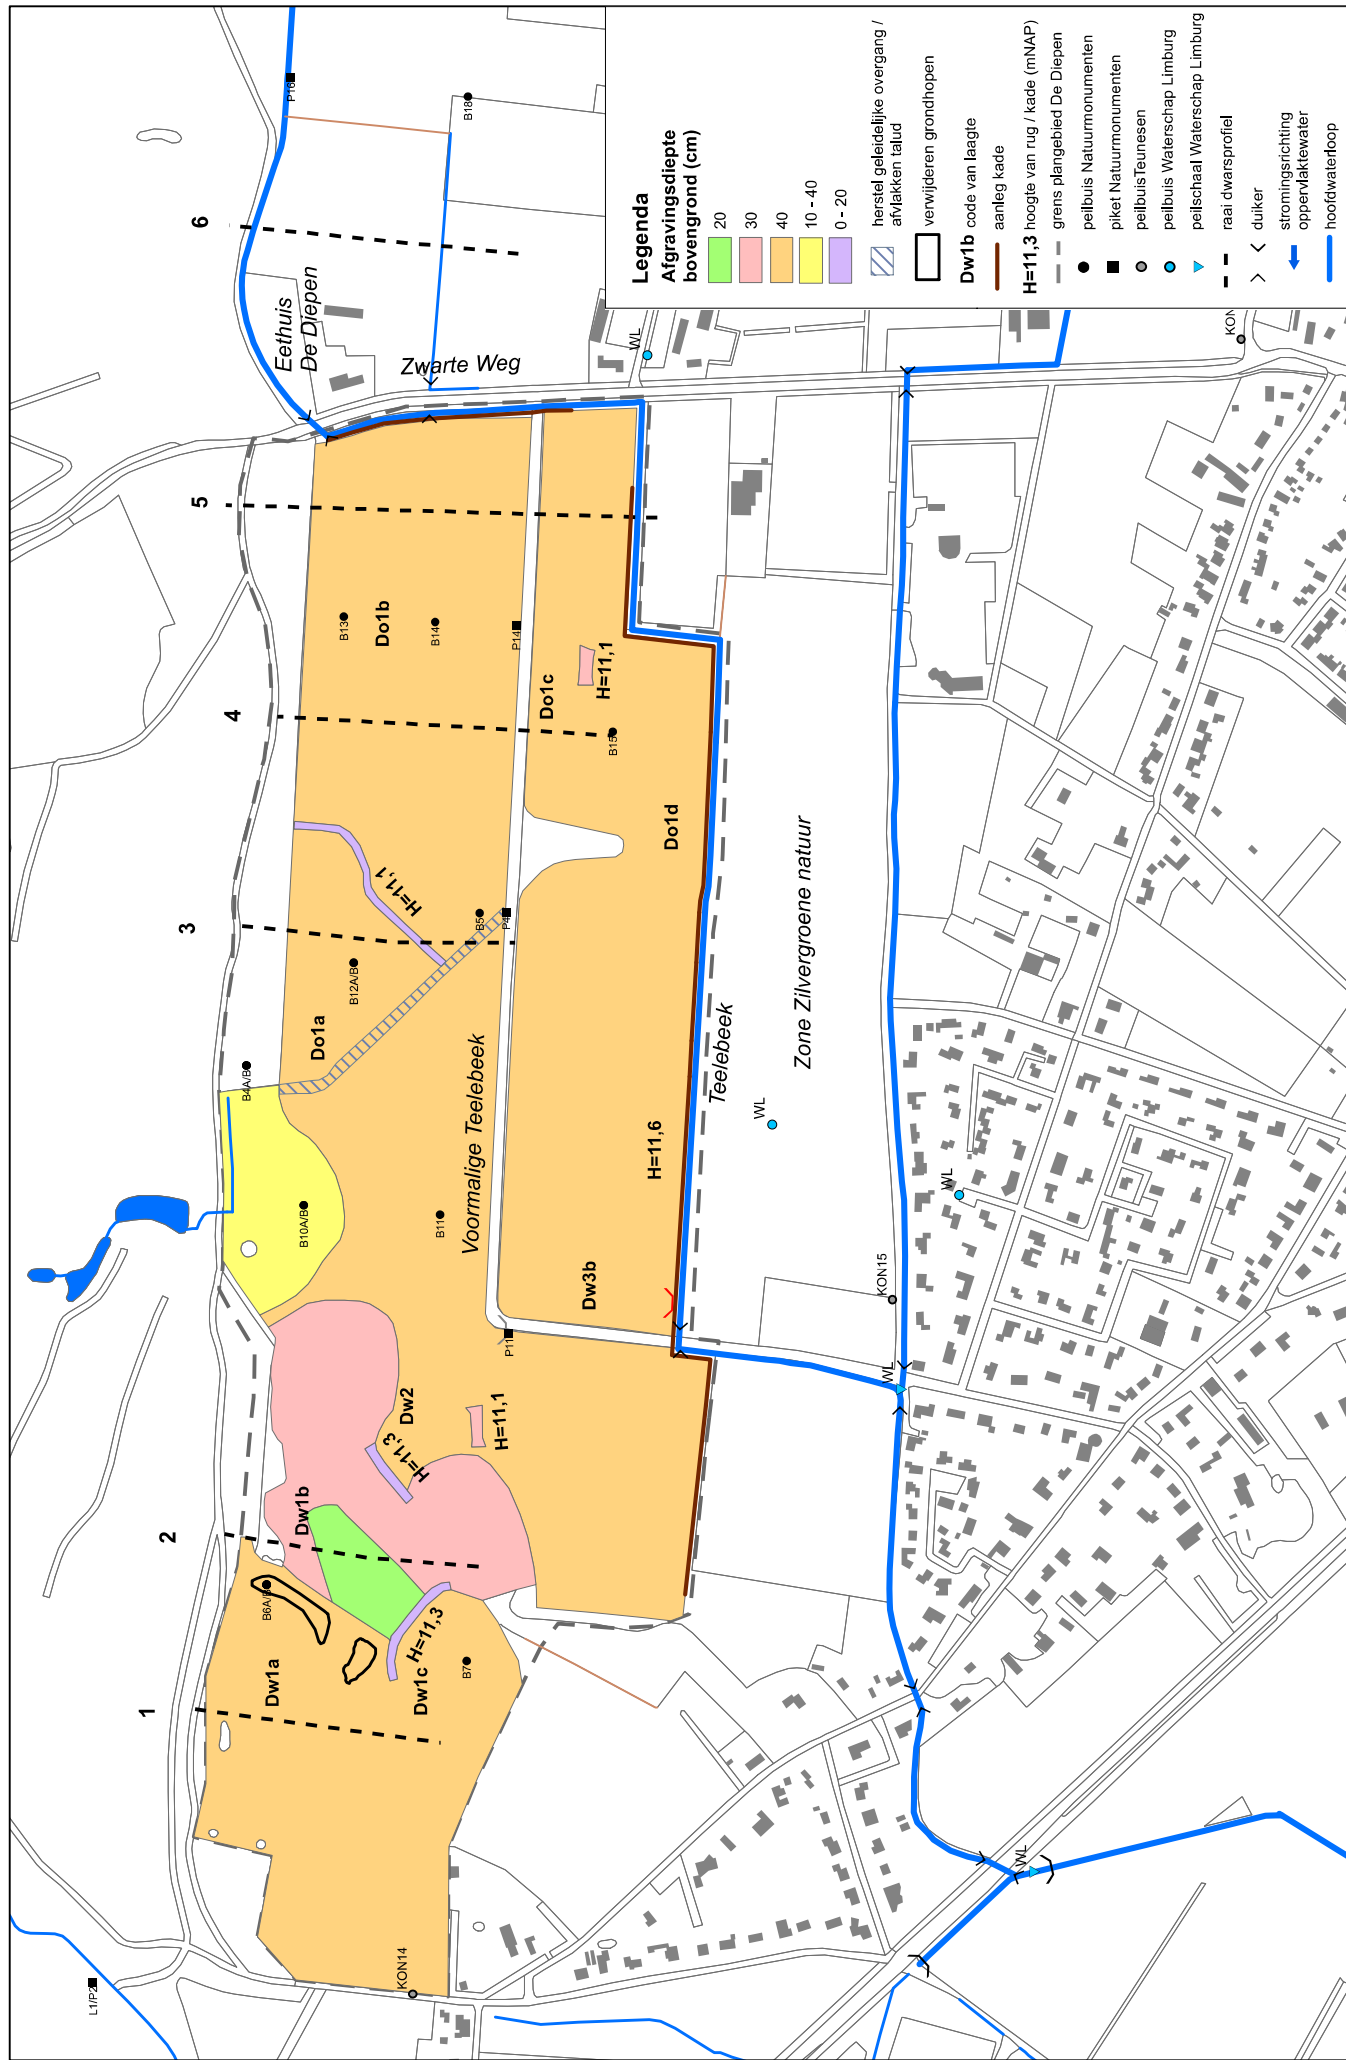 Legenda
Afgravingsdiepte
bovengrond (cm)
20
30
40
10 - 40
0 - 20
herstel geleidelijke overgang /
afvlakken talud
verwijderen grondhopen
Dw1b code van laagte
aanleg kade
H=11,3 hoogte van rug / kade (mNAP)
grens plangebied De Diepen
peilbuis Natuurmonumenten
piket Natuurmonumenten
peilbuisTeunesen
peilbuis Waterschap Limburg
peilschaal Waterschap Limburg
raai dwarsprofiel
duiker
stromingsrichting
oppervlaktewater
hoofdwaterloop
1
2
3
4
5
6
L1/P2
KON14
Dw1a
B6A/B
Dw1c
H=11,3
B7
Dw1b
Dw2
H=11,3
H=11,1
P11
B10A/B
B4A/B
B11
Voormalige Teelebeek
Do1a
B12A/B
H=11,1
B5
P4
Dw3b
H=11,6
Teelebeek
Do1d
Do1c
B15
H=11,1
P14
B14
B13
Do1b
Zone Zilvergroene natuur
Eethuis
De Diepen
Zwarte Weg
P16
B18
WL
WL
WL
WL
WL
KON15
KON